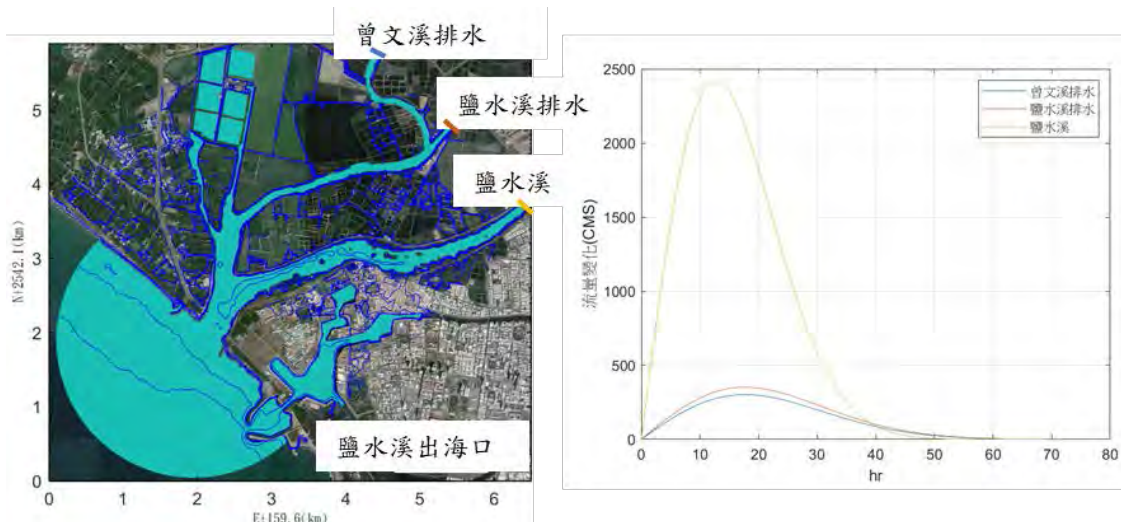 曾文溪排水
鹽水溪排水
鹽水溪
鹽水溪出海口
5
4
3
2
1
0
N+2542.1(km)
0 1 2 3 4 5 6
E+159.6(km)
2500
2000
1500
1000
500
0
流量變化(CMS)
曾文溪排水
鹽水溪排水
鹽水溪
0 10 20 30 40 50 60 70 80
hr